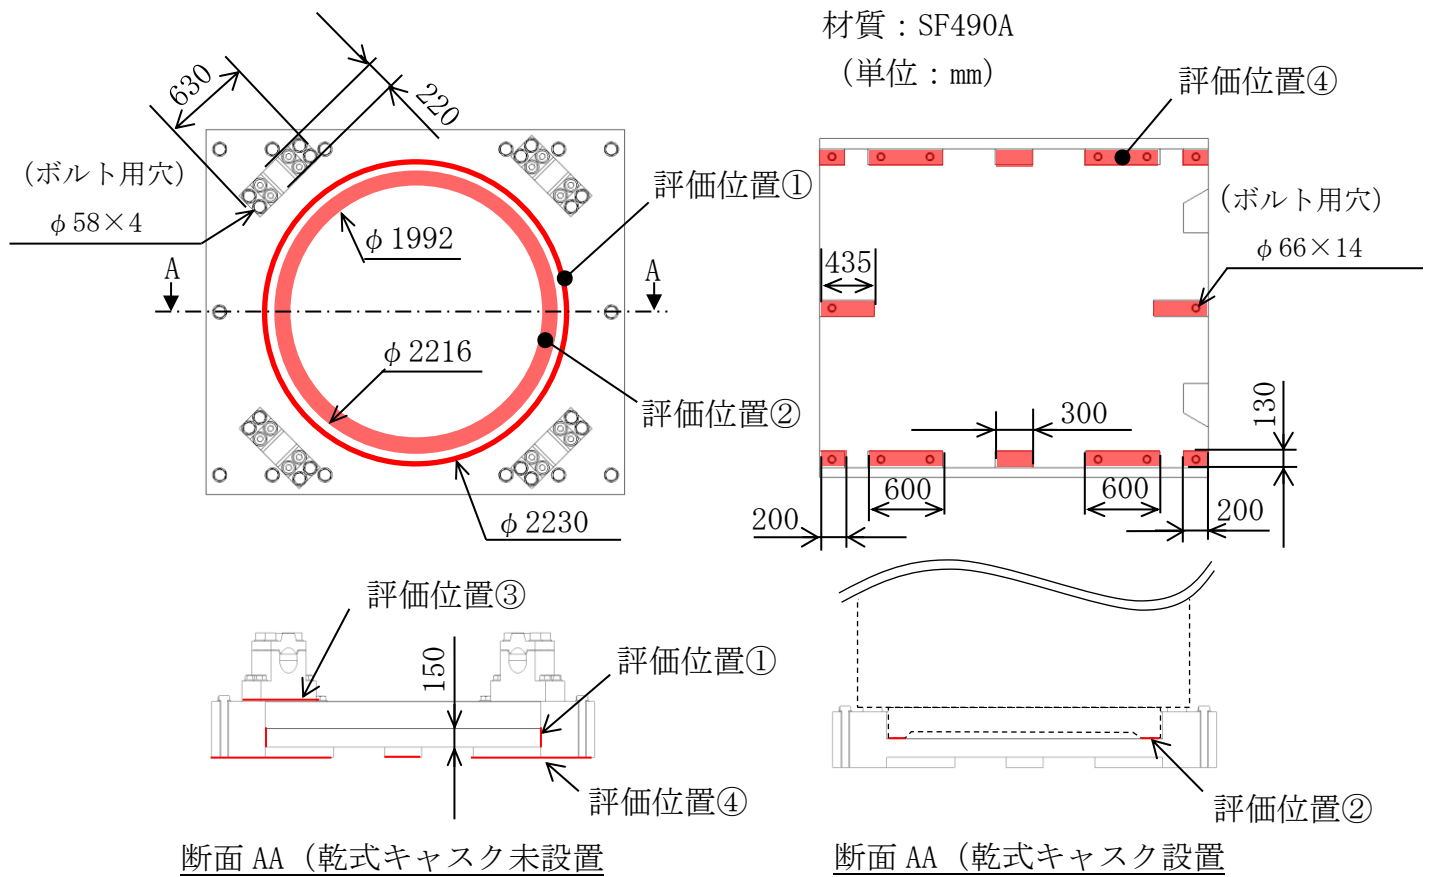 材質：SF490A
（単位：mm）
評価位置④
630
220
（ボルト用穴）
φ58×4
評価位置①
φ1992
A
A
φ2216
評価位置②
φ2230
（ボルト用穴）
φ66×14
435
300
130
600
600
200
200
評価位置③
150
評価位置①
評価位置④
評価位置②
断面 AA（乾式キャスク未設置
断面 AA（乾式キャスク設置